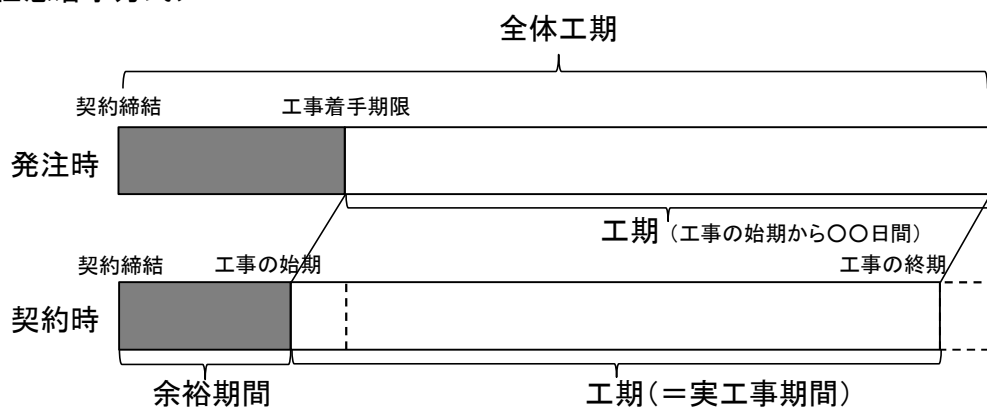 全体工期
契約締結
工事着手期限
発注時
工期（工事の始期から〇〇日間）
契約締結
工事の始期
工事の終期
契約時
余裕期間
工期（＝実工事期間）